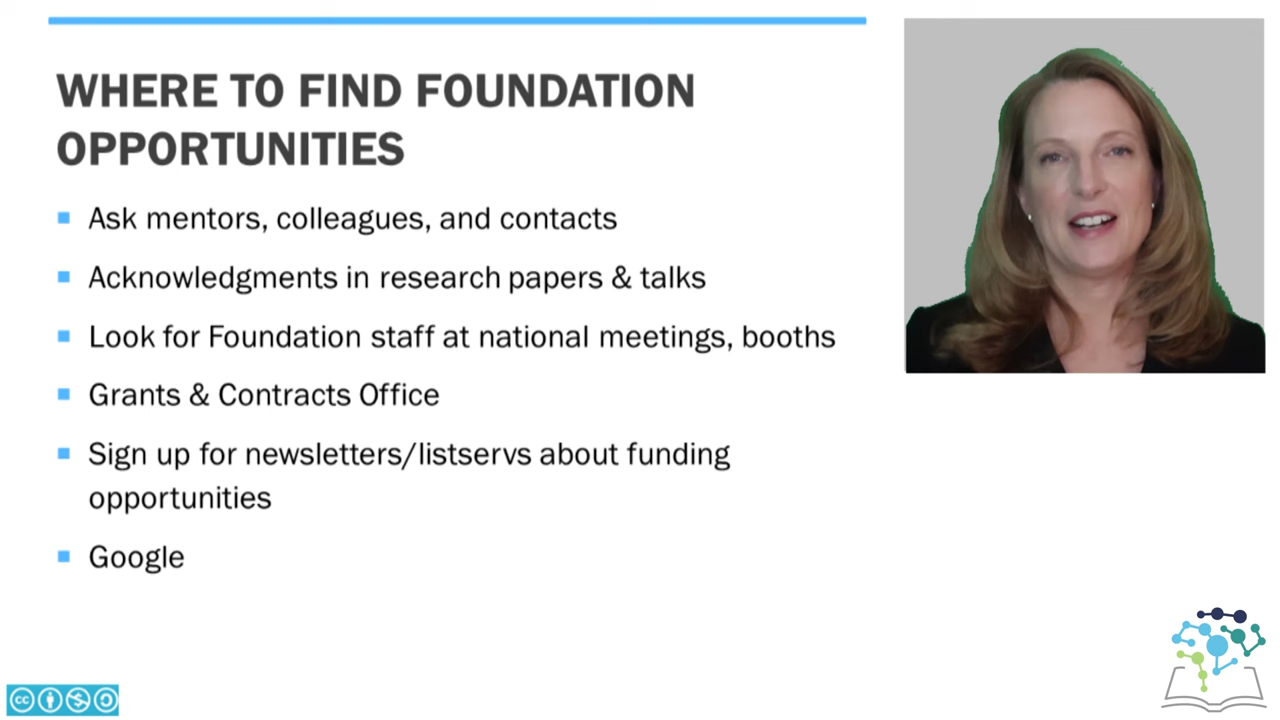 WHERE TO FIND FOUNDATION
OPPORTUNITIES
Ask mentors, colleagues, and contacts
Acknowledgments in research papers & talks
Look for Foundation staff at national meetings, booths
Grants & Contracts Office
Sign up for newsletters/listservs about funding
opportunities
Google
cc